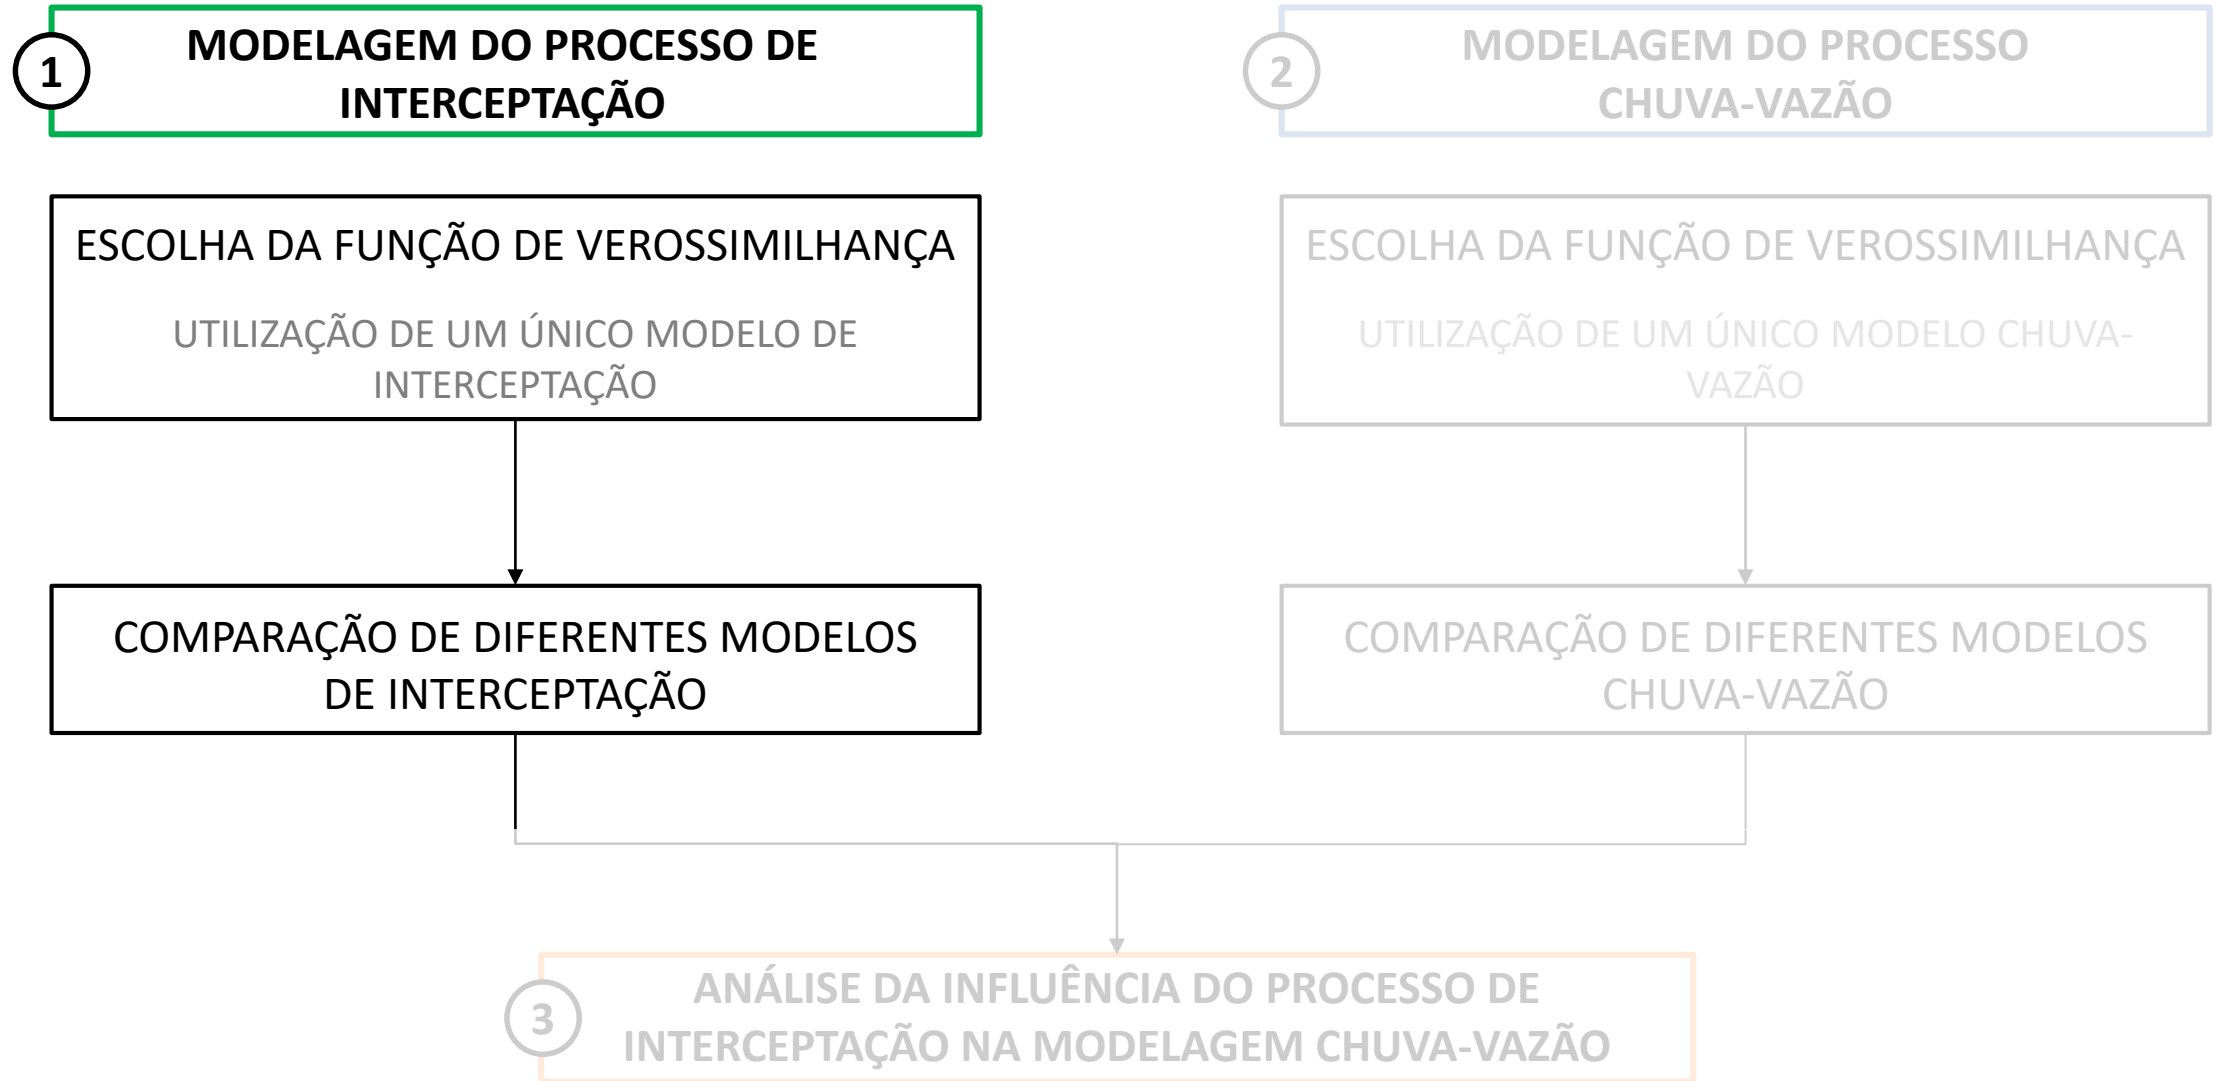 1
MODELAGEM DO PROCESSO DE
INTERCEPTAÇÃO
ESCOLHA DA FUNÇÃO DE VEROSSIMILHANÇA
UTILIZAÇÃO DE UM ÚNICO MODELO DE
INTERCEPTAÇÃO
COMPARAÇÃO DE DIFERENTES MODELOS
DE INTERCEPTAÇÃO
2
MODELAGEM DO PROCESSO
CHUVA-VAZÃO
ESCOLHA DA FUNÇÃO DE VEROSSIMILHANÇA
UTILIZAÇÃO DE UM ÚNICO MODELO CHUVA-
VAZÃO
COMPARAÇÃO DE DIFERENTES MODELOS
CHUVA-VAZÃO
3
ANÁLISE DA INFLUÊNCIA DO PROCESSO DE
INTERCEPTAÇÃO NA MODELAGEM CHUVA-VAZÃO